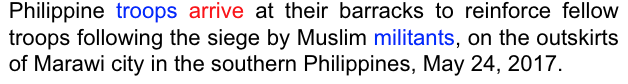 Philippine troops arrive at their barracks to reinforce fellow
troops following the siege by Muslim militants, on the outskirts
of Marawi city in the southern Philippines, May 24, 2017.